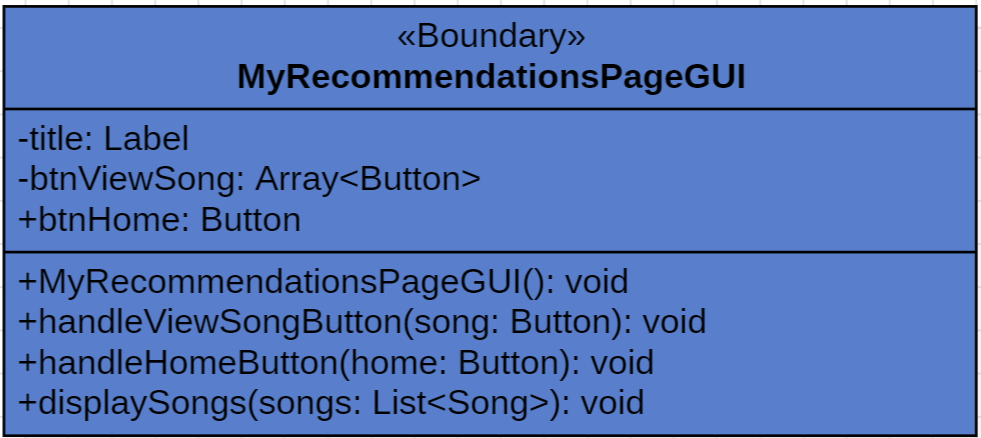 «Boundary»
MyRecommendationsPageGUI
-title: Label
-btnViewSong: Array<Button>
+btnHome: Button
+MyRecommendationsPageGUI(): void
+handleViewSongButton(song: Button): void
+handleHomeButton(home: Button): void
+displaySongs(songs: List<Song>): void